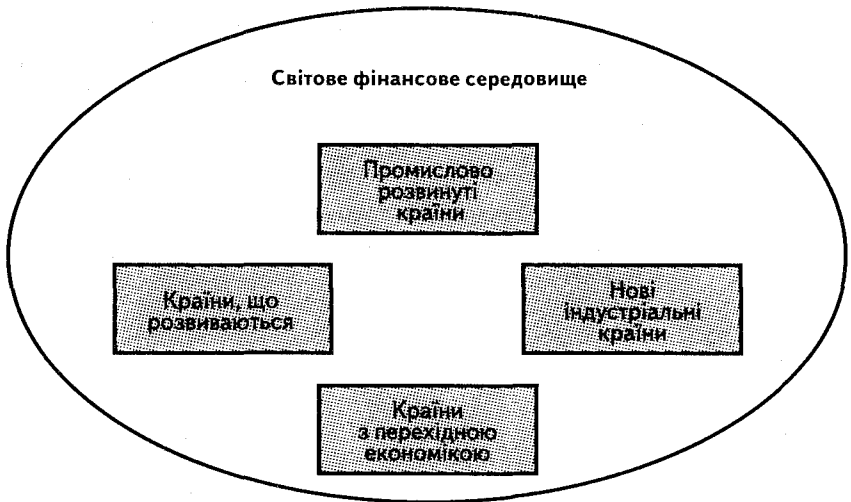 Світове фінансове середовище
Промислово
розвинуті
країни
Країни, що
розвиваються
Нові
індустріальні
країни
Країни
з перехідною
економікою